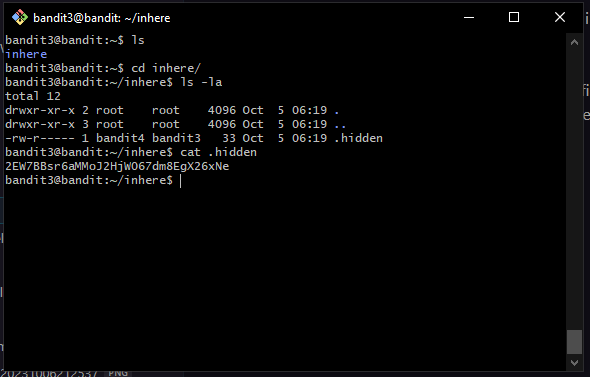 bandit3@bandit: ~/inhere
bandit3@bandit:~$ ls
inhere
bandit3@bandit:~$ cd inhere/
bandit3@bandit:~/inhere$ ls -la
total 12
drwxr-xr-x 2 root    root    4096 Oct  5 06:19 .
drwxr-xr-x 3 root    root    4096 Oct  5 06:19 ..
-rw-r----- 1 bandit4 bandit3   33 Oct  5 06:19 .hidden
bandit3@bandit:~/inhere$ cat .hidden
2EW7BBsr6aMMoJ2HjW067dm8EgX26xNe
bandit3@bandit:~/inhere$
20231006212537 PNG